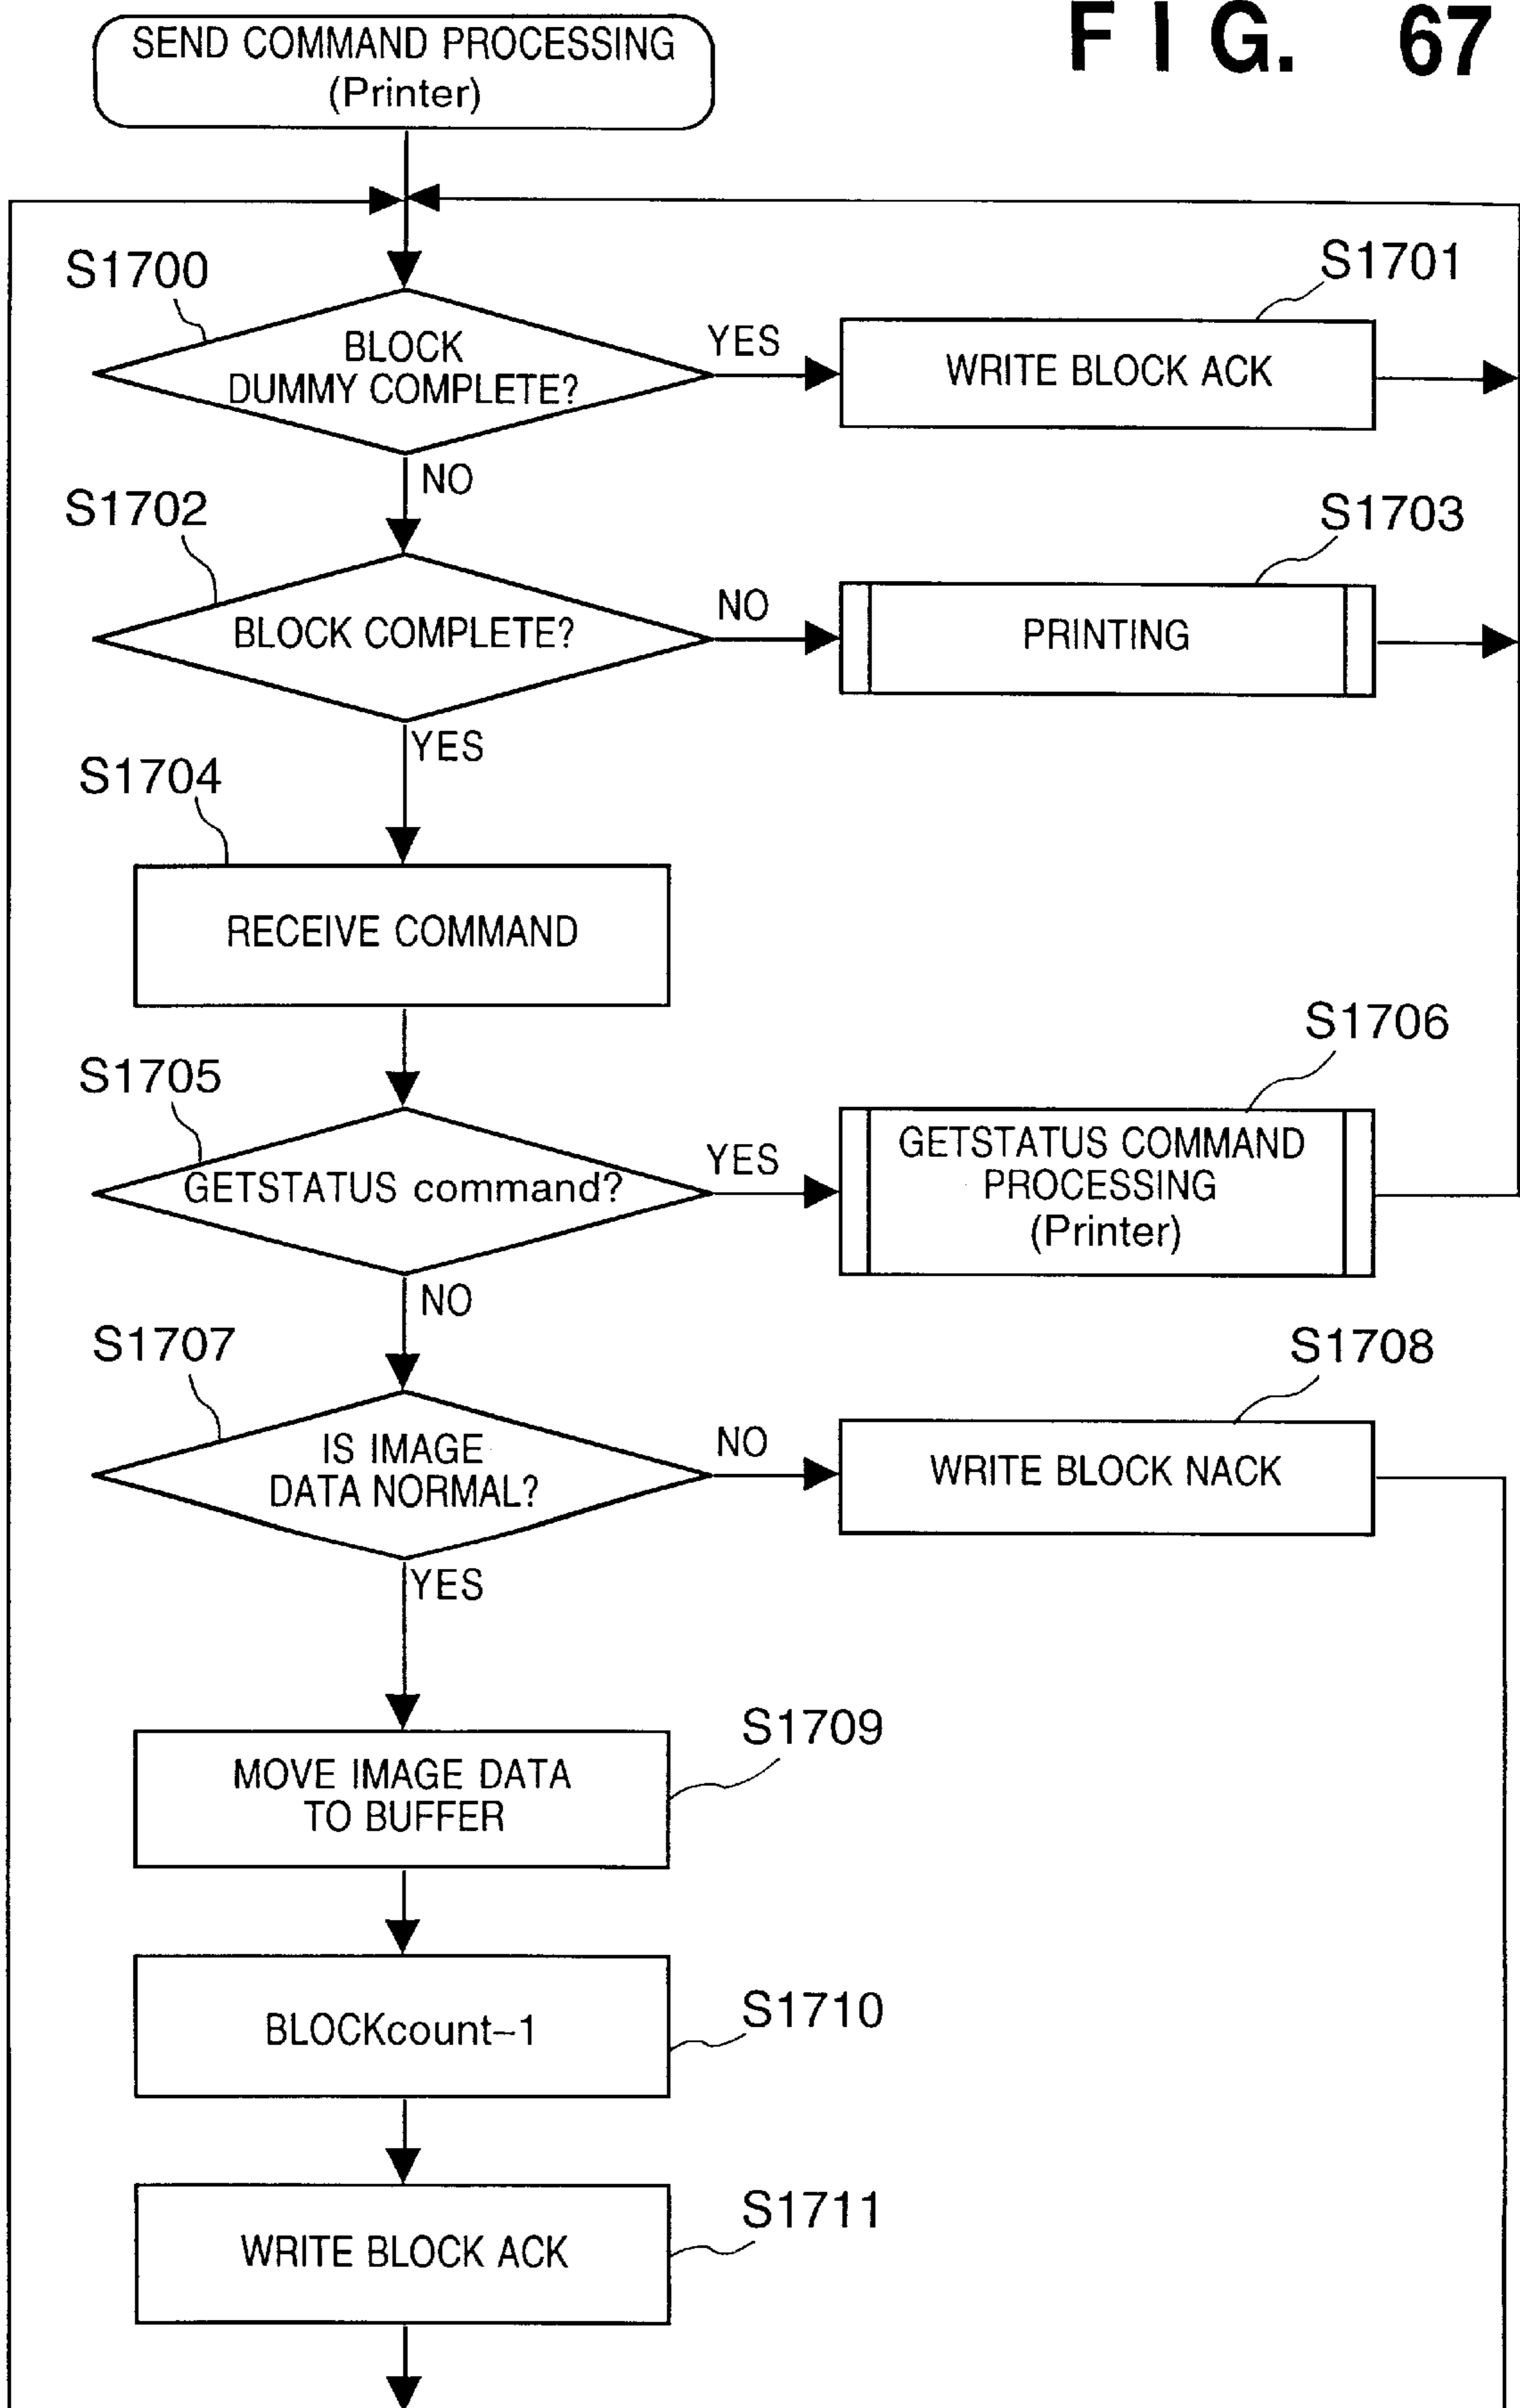 FIG. 67
SEND COMMAND PROCESSING
(Printer)
S1700
BLOCK
DUMMY COMPLETE?
YES
S1701
WRITE BLOCK ACK
NO
S1702
BLOCK COMPLETE?
NO
S1703
PRINTING
YES
S1704
RECEIVE COMMAND
S1705
GETSTATUS command?
YES
S1706
GETSTATUS COMMAND
PROCESSING
(Printer)
NO
S1707
IS IMAGE
DATA NORMAL?
NO
S1708
WRITE BLOCK NACK
YES
MOVE IMAGE DATA
TO BUFFER
S1709
BLOCKcount–1
S1710
WRITE BLOCK ACK
S1711